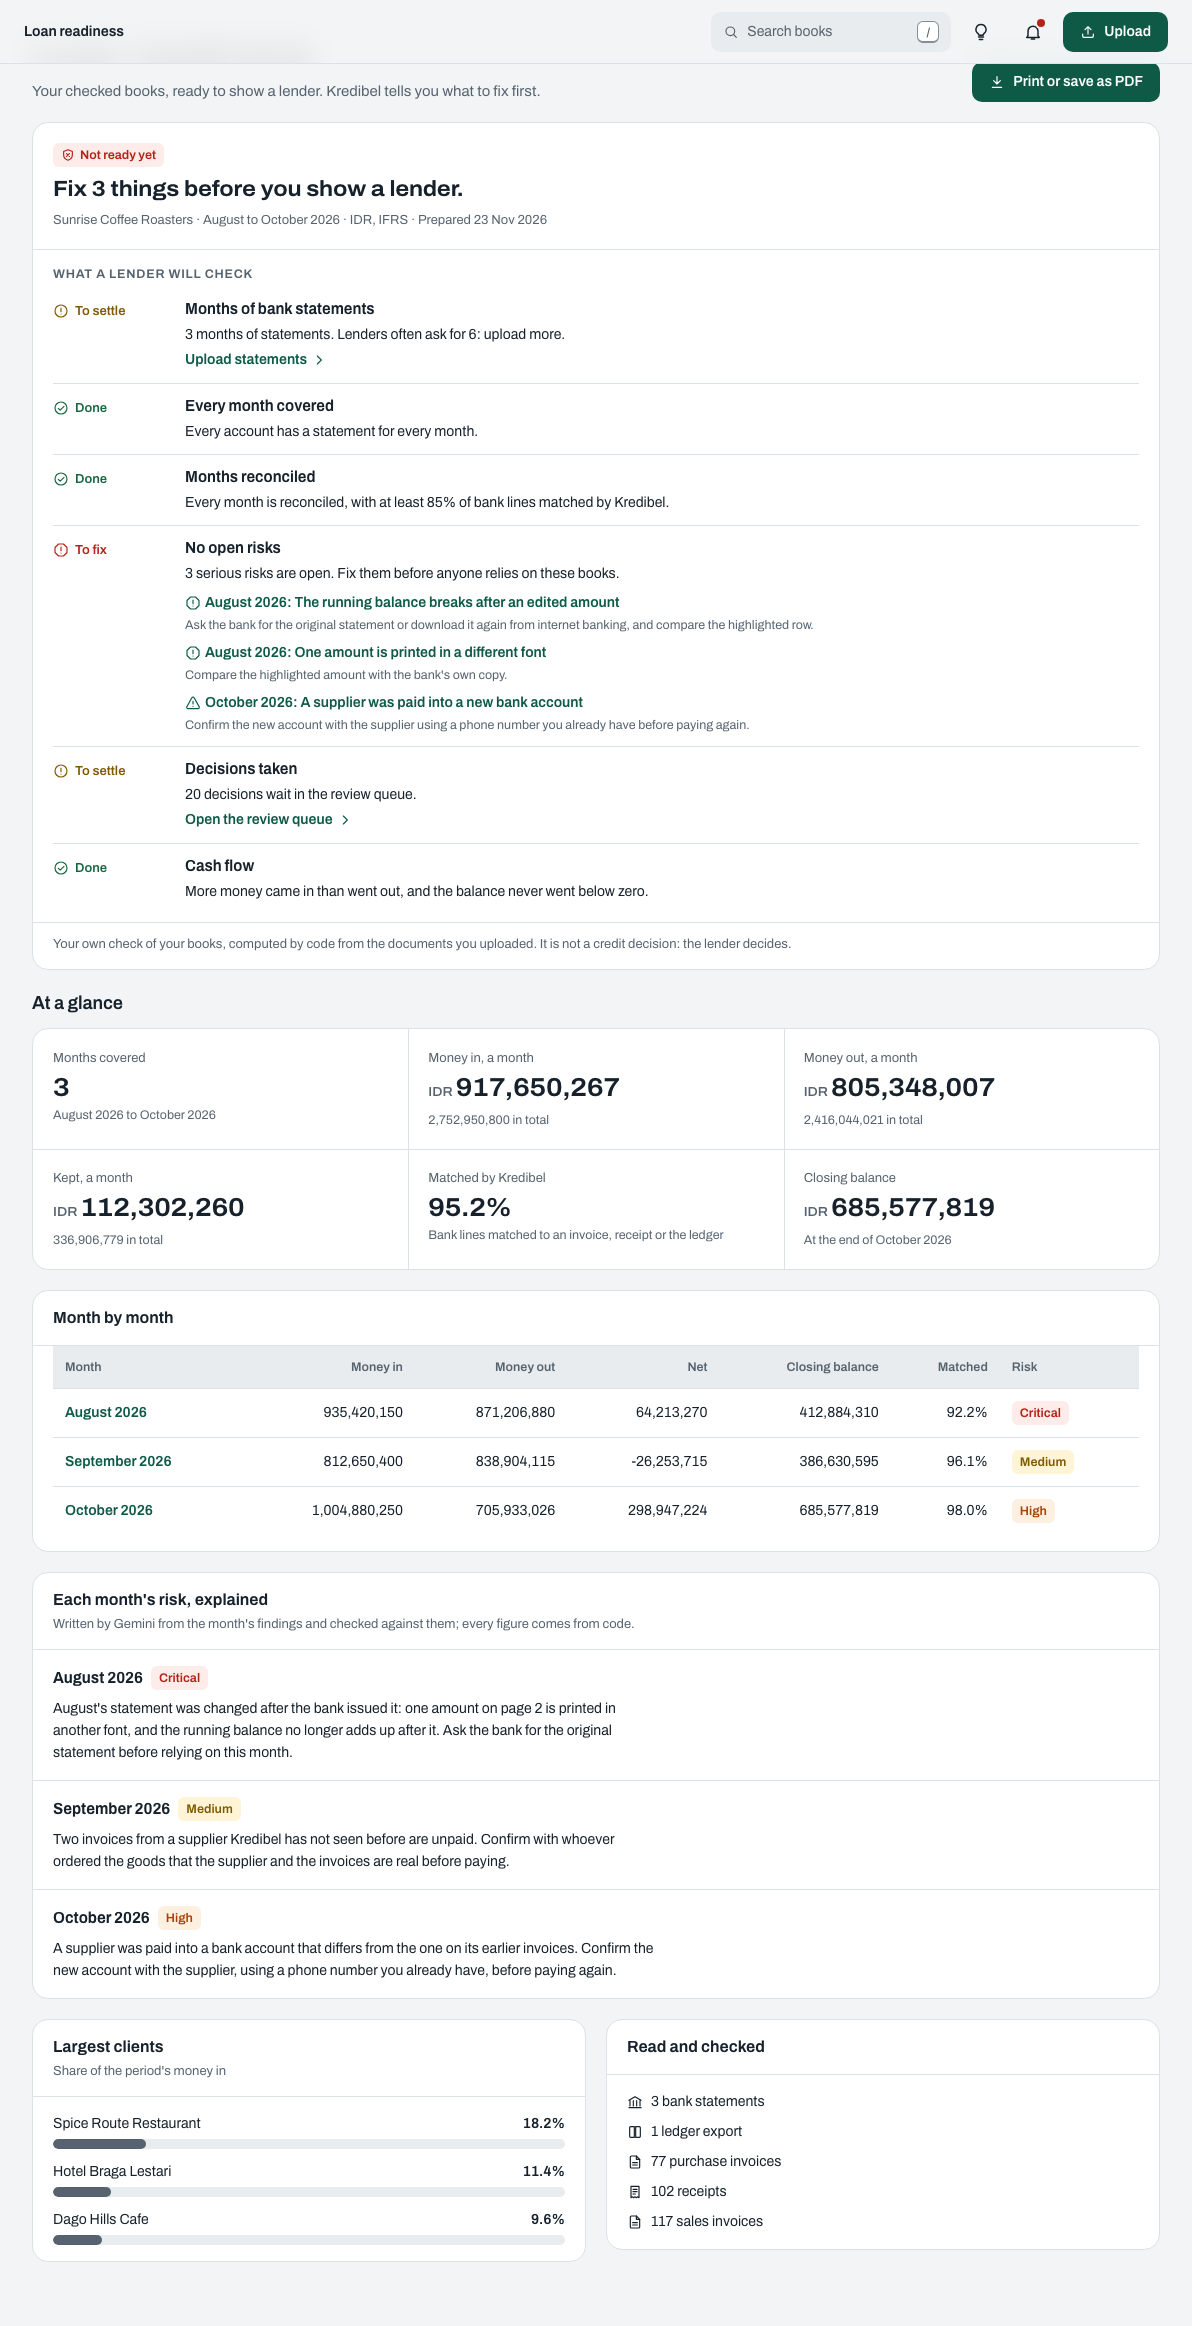 Loan readiness
Search books
/
Upload
Your checked books, ready to show a lender. Kredibel tells you what to fix first.
Print or save as PDF
Not ready yet
Fix 3 things before you show a lender.
Sunrise Coffee Roasters · August to October 2026 · IDR, IFRS · Prepared 23 Nov 2026
WHAT A LENDER WILL CHECK
To settle
Months of bank statements
3 months of statements. Lenders often ask for 6: upload more.
Upload statements
Done
Every month covered
Every account has a statement for every month.
Done
Months reconciled
Every month is reconciled, with at least 85% of bank lines matched by Kredibel.
To fix
No open risks
3 serious risks are open. Fix them before anyone relies on these books.
August 2026: The running balance breaks after an edited amount
Ask the bank for the original statement or download it again from internet banking, and compare the highlighted row.
August 2026: One amount is printed in a different font
Compare the highlighted amount with the bank's own copy.
October 2026: A supplier was paid into a new bank account
Confirm the new account with the supplier using a phone number you already have before paying again.
To settle
Decisions taken
20 decisions wait in the review queue.
Open the review queue
Done
Cash flow
More money came in than went out, and the balance never went below zero.
Your own check of your books, computed by code from the documents you uploaded. It is not a credit decision: the lender decides.
At a glance
Months covered
3
August 2026 to October 2026
Money in, a month
IDR 917,650,267
2,752,950,800 in total
Money out, a month
IDR 805,348,007
2,416,044,021 in total
Kept, a month
IDR 112,302,260
336,906,779 in total
Matched by Kredibel
95.2%
Bank lines matched to an invoice, receipt or the ledger
Closing balance
IDR 685,577,819
At the end of October 2026
Month by month
Month Money in Money out Net Closing balance Matched Risk
August 2026 935,420,150 871,206,880 64,213,270 412,884,310 92.2% Critical
September 2026 812,650,400 838,904,115 -26,253,715 386,630,595 96.1% Medium
October 2026 1,004,880,250 705,933,026 298,947,224 685,577,819 98.0% High
Each month's risk, explained
Written by Gemini from the month's findings and checked against them; every figure comes from code.
August 2026 Critical
August's statement was changed after the bank issued it: one amount on page 2 is printed in
another font, and the running balance no longer adds up after it. Ask the bank for the original
statement before relying on this month.
September 2026 Medium
Two invoices from a supplier Kredibel has not seen before are unpaid. Confirm with whoever
ordered the goods that the supplier and the invoices are real before paying.
October 2026 High
A supplier was paid into a bank account that differs from the one on its earlier invoices. Confirm the
new account with the supplier, using a phone number you already have, before paying again.
Largest clients
Share of the period's money in
Spice Route Restaurant 18.2%
Hotel Braga Lestari 11.4%
Dago Hills Cafe 9.6%
Read and checked
3 bank statements
1 ledger export
77 purchase invoices
102 receipts
117 sales invoices